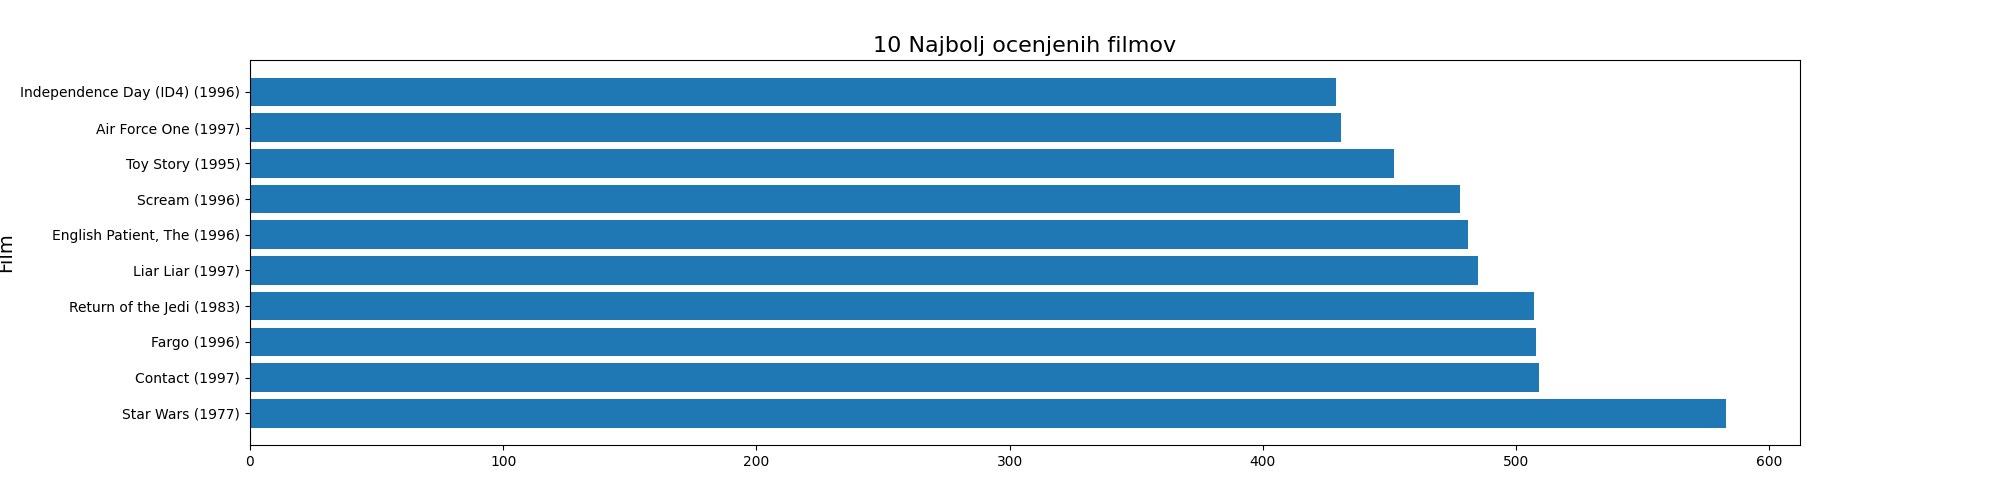 10 Najbolj ocenjenih filmov
Film
Independence Day (ID4) (1996)
Air Force One (1997)
Toy Story (1995)
Scream (1996)
English Patient, The (1996)
Liar Liar (1997)
Return of the Jedi (1983)
Fargo (1996)
Contact (1997)
Star Wars (1977)
0 100 200 300 400 500 600